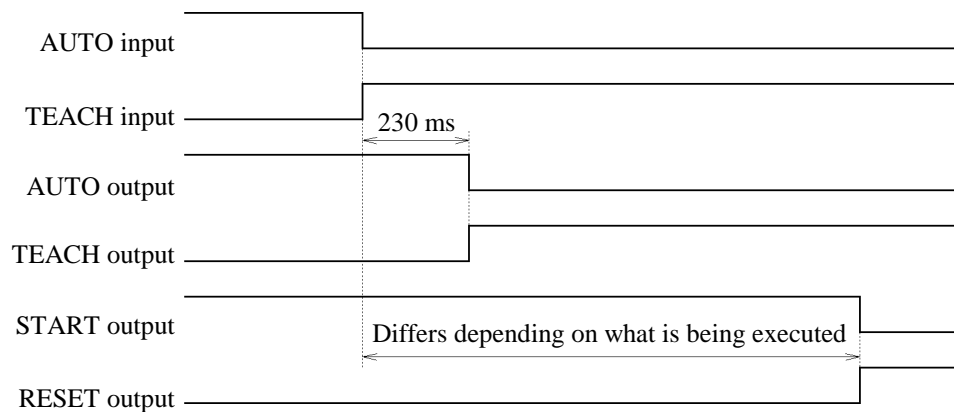 AUTO input
TEACH input
230 ms
AUTO output
TEACH output
START output
Differs depending on what is being executed
RESET output